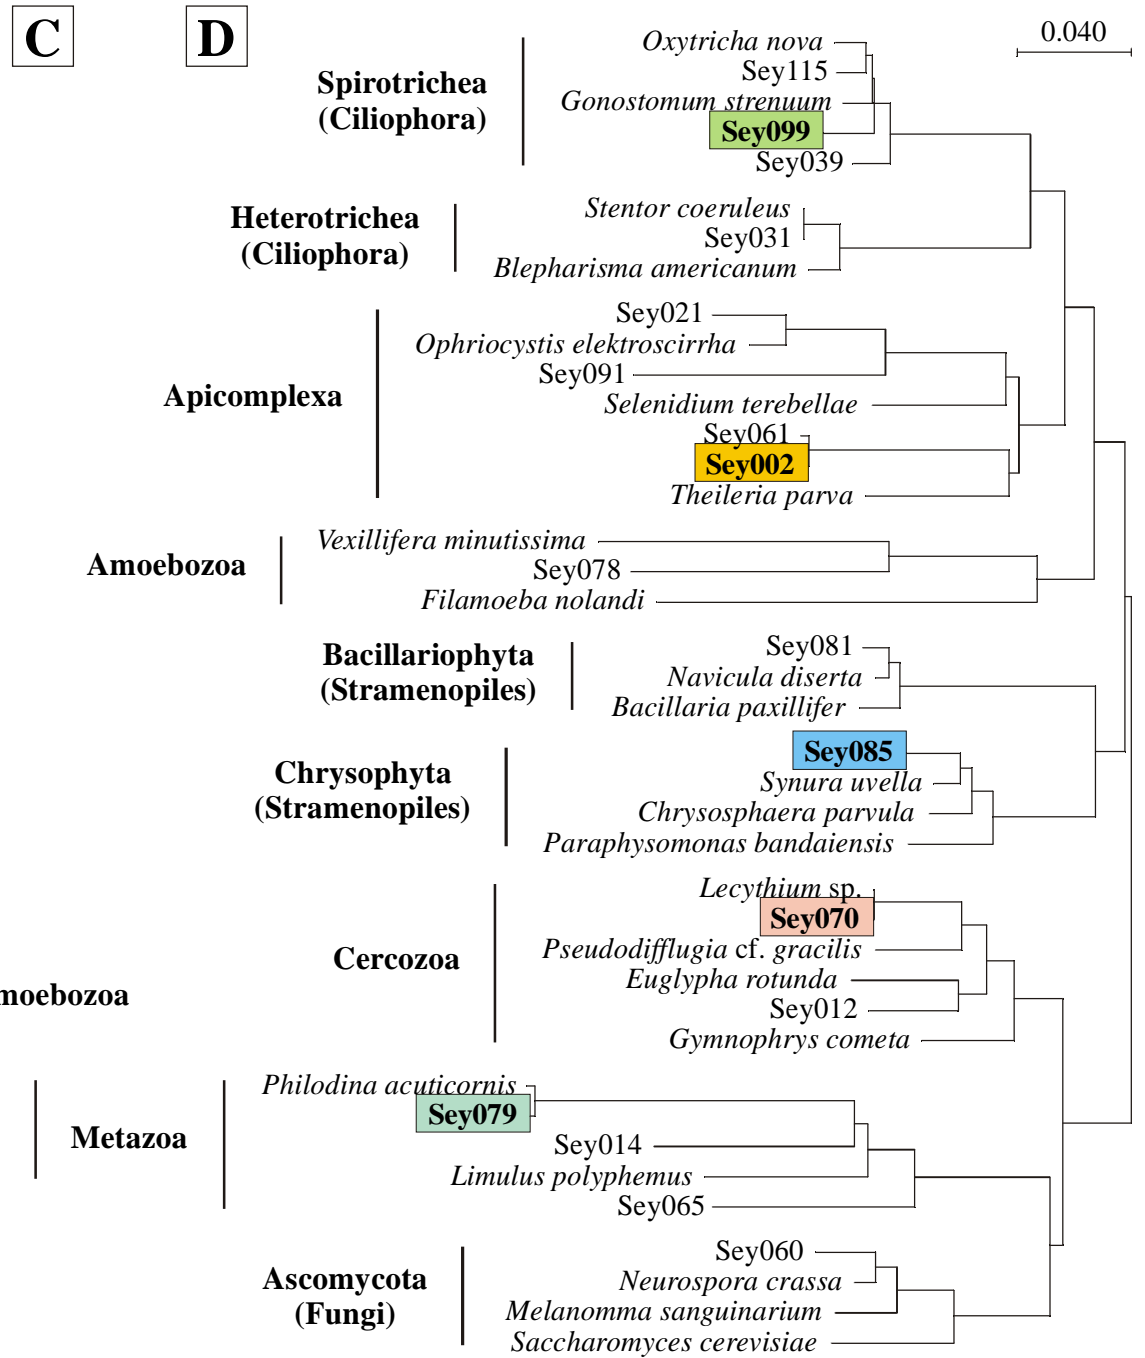 C
D
0.040
Oxytricha nova
Sey115
Spirotrichea
(Ciliophora)
Gonostomum strenuum
Sey099
Sey039
Heterotrichea
(Ciliophora)
Stentor coeruleus
Sey031
Blepharisma americanum
Sey021
Ophriocystis elektroscirrha
Sey091
Apicomplexa
Selenidium terebellae
Sey061
Sey002
Theileria parva
Vexillifera minutissima
Amoebozoa
Sey078
Filamoeba nolandi
Bacillariophyta
(Stramenopiles)
Sey081
Navicula diserta
Bacillaria paxillifer
Sey085
Chrysophyta
(Stramenopiles)
Synura uvella
Chrysosphaera parvula
Paraphysomonas bandaiensis
Lecythium sp.
Sey070
Cercozoa
Pseudodifflugia cf. gracilis
Euglypha rotunda
moebozoa
Sey012
Gymnophrys cometa
Philodina acuticornis
Sey079
Metazoa
Sey014
Limulus polyphemus
Sey065
Sey060
Ascomycota
(Fungi)
Neurospora crassa
Melanomma sanguinarium
Saccharomyces cerevisiae